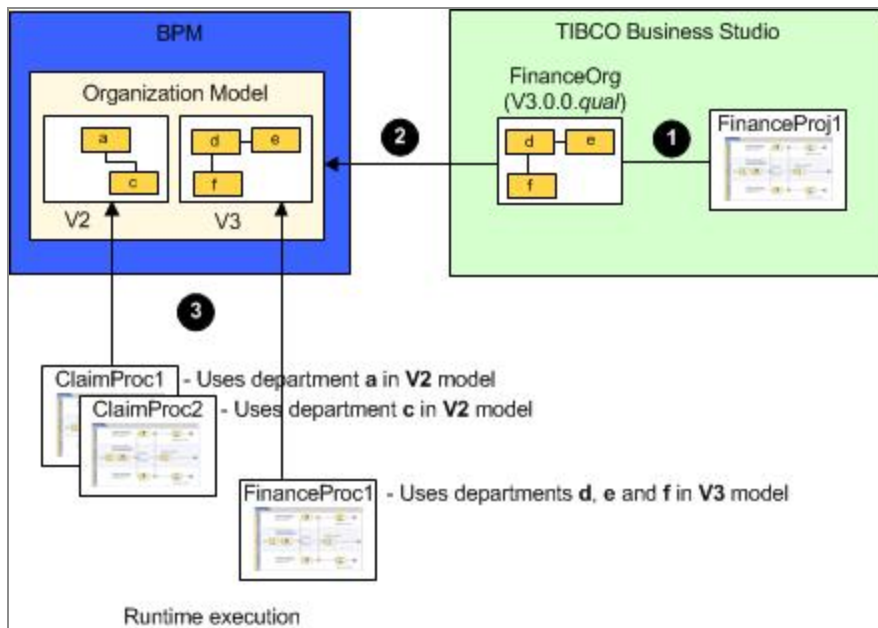 BPM
TIBCO Business Studio
Organization Model
FinanceOrg
(V3.0.0.qual)
FinanceProj1
a
c
d
e
f
V2
V3
2
d
e
f
1
3
ClaimProc1
- Uses department a in V2 model
ClaimProc2
- Uses department c in V2 model
FinanceProc1
- Uses departments d, e and f in V3 model
Runtime execution